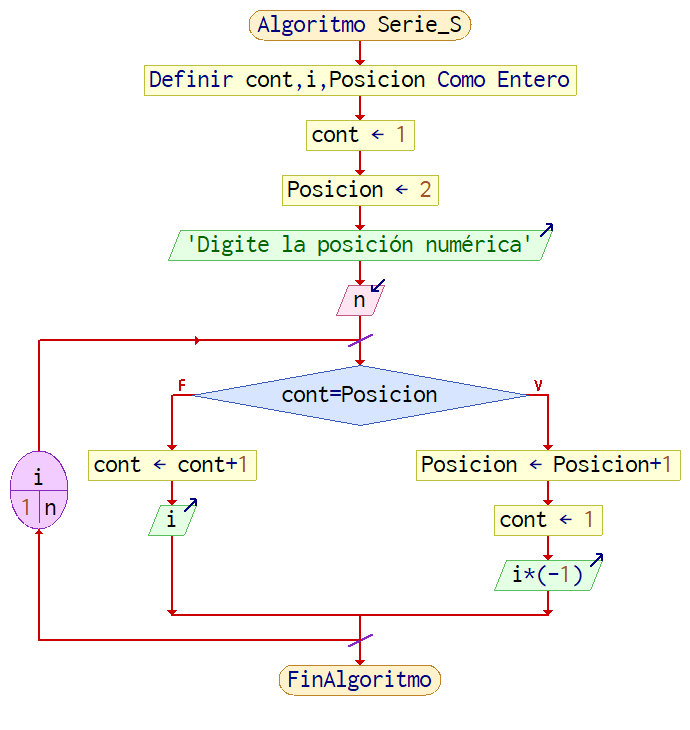 Algoritmo Serie_S
Definir cont,i,Posicion Como Entero
cont ← 1
Posicion ← 2
'Digite la posición numérica'
n
F
cont=Posicion
V
i
1 n
cont ← cont+1
i
Posicion ← Posicion+1
cont ← 1
i*(-1)
FinAlgoritmo